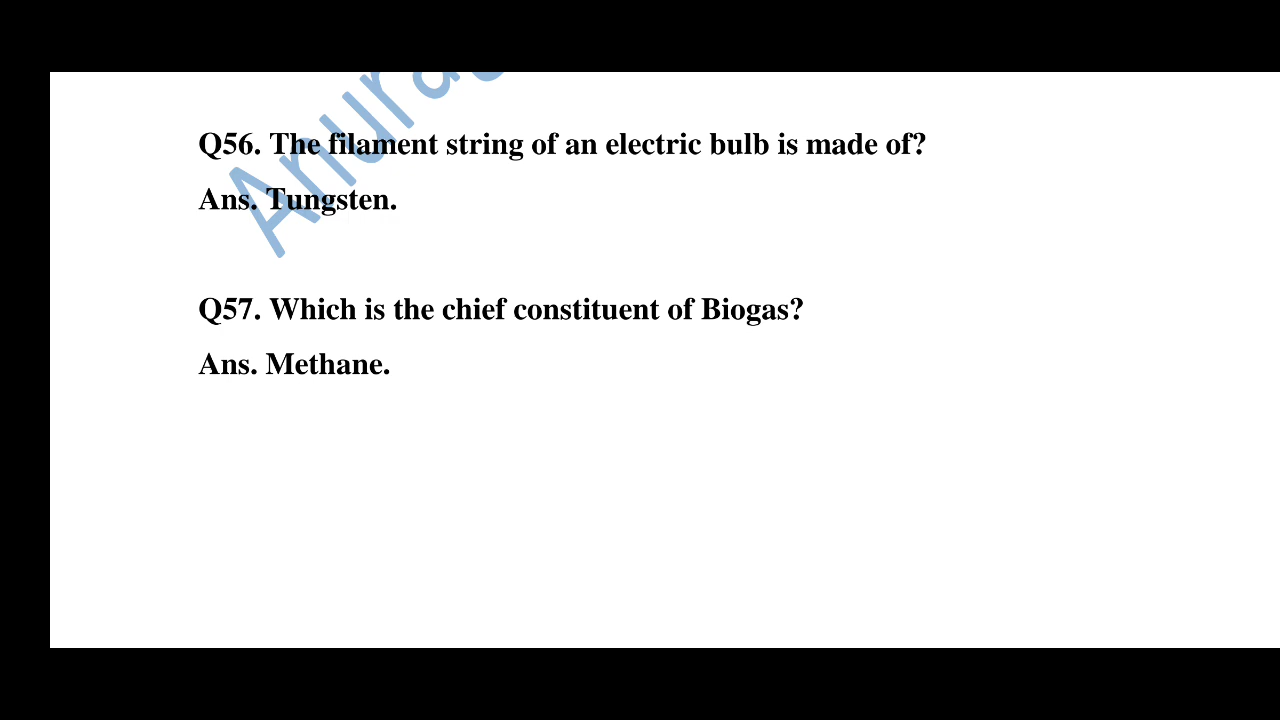 Q56. The filament string of an electric bulb is made of?
Ans. Tungsten.
Q57. Which is the chief constituent of Biogas?
Ans. Methane.